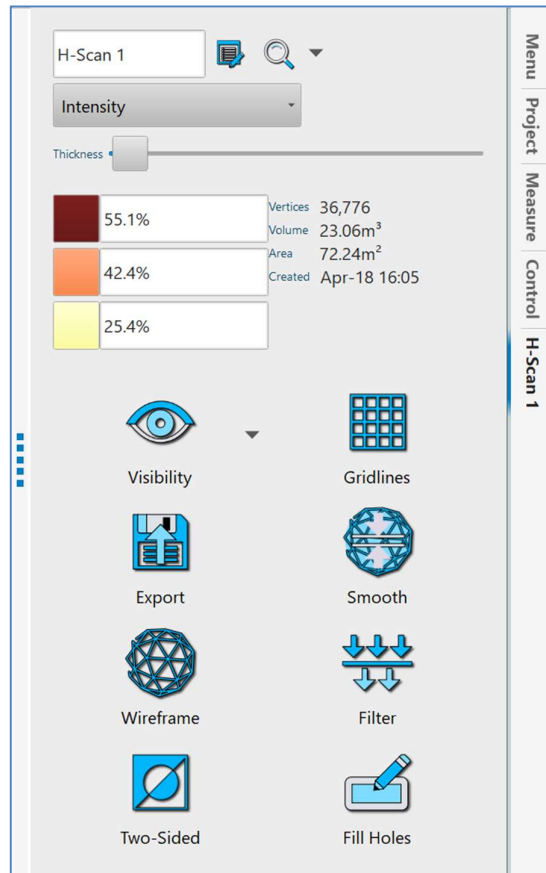 H-Scan 1
Intensity
Thickness
55.1%
42.4%
25.4%
Vertices 36,776
Volume 23.06m³
Area 72.24m²
Created Apr-18 16:05
Visibility
Gridlines
Export
Smooth
Wireframe
Filter
Two-Sided
Fill Holes
Menu
Project
Measure
Control
H-Scan 1